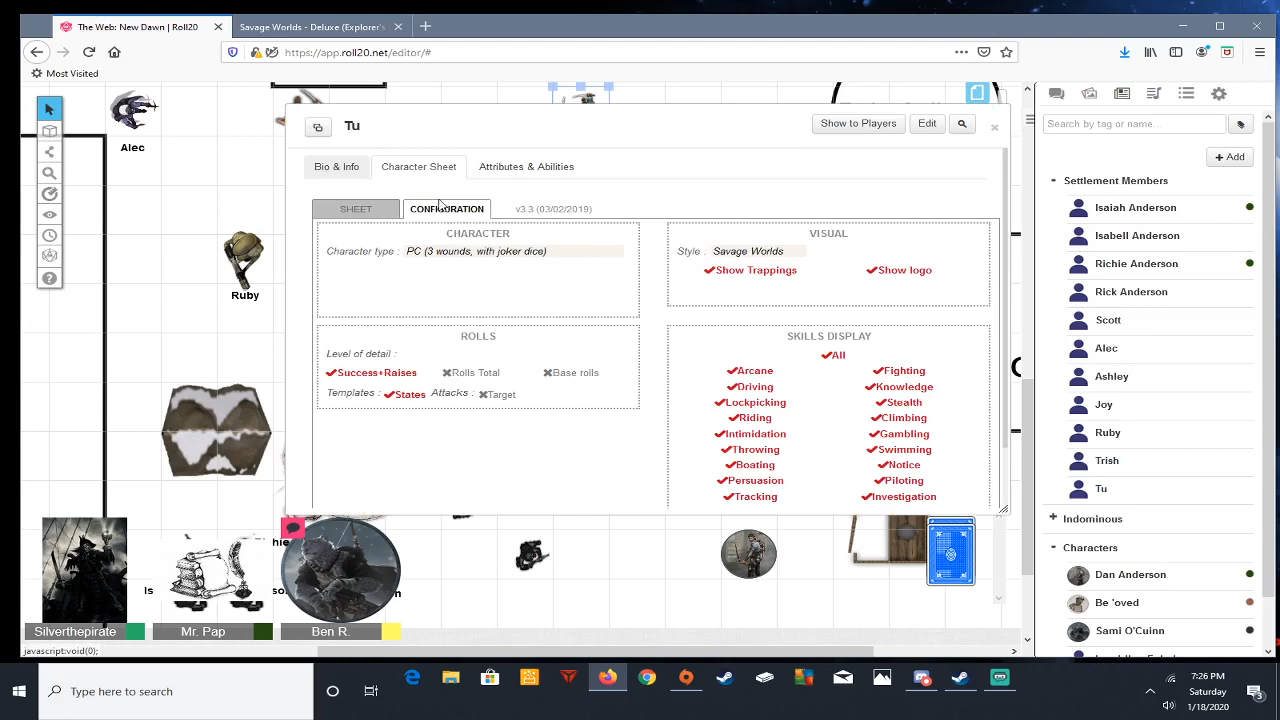 The Web: New Dawn | Roll20
Savage Worlds - Deluxe (Explorer's
https://app.roll20.net/editor/#
Most Visited
Alec
Tu
Show to Players
Edit
Search by tag or name...
+ Add
Bio & Info
Character Sheet
Attributes & Abilities
Settlement Members
SHEET
CONFIGURATION
v3.3 (03/02/2019)
Isaiah Anderson
Isabell Anderson
Richie Anderson
Rick Anderson
Scott
Alec
Ashley
Joy
Ruby
Trish
Tu
Indominous
Characters
Dan Anderson
Be 'oved
Sami O'Cuinn
CHARACTER
Character type : PC (3 wounds, with joker dice)
VISUAL
Style : Savage Worlds
Show Trappings
Show logo
ROLLS
Level of detail :
Success+Raises
Rolls Total
Base rolls
Templates : States Attacks : Target
SKILLS DISPLAY
All
Arcane
Fighting
Driving
Knowledge
Lockpicking
Stealth
Riding
Climbing
Intimidation
Gambling
Throwing
Swimming
Boating
Notice
Persuasion
Piloting
Tracking
Investigation
Ruby
hie
Is
so
n
Silverthepirate
Mr. Pap
Ben R.
javascript:void(0);
Type here to search
7:26 PM
Saturday
1/18/2020
3